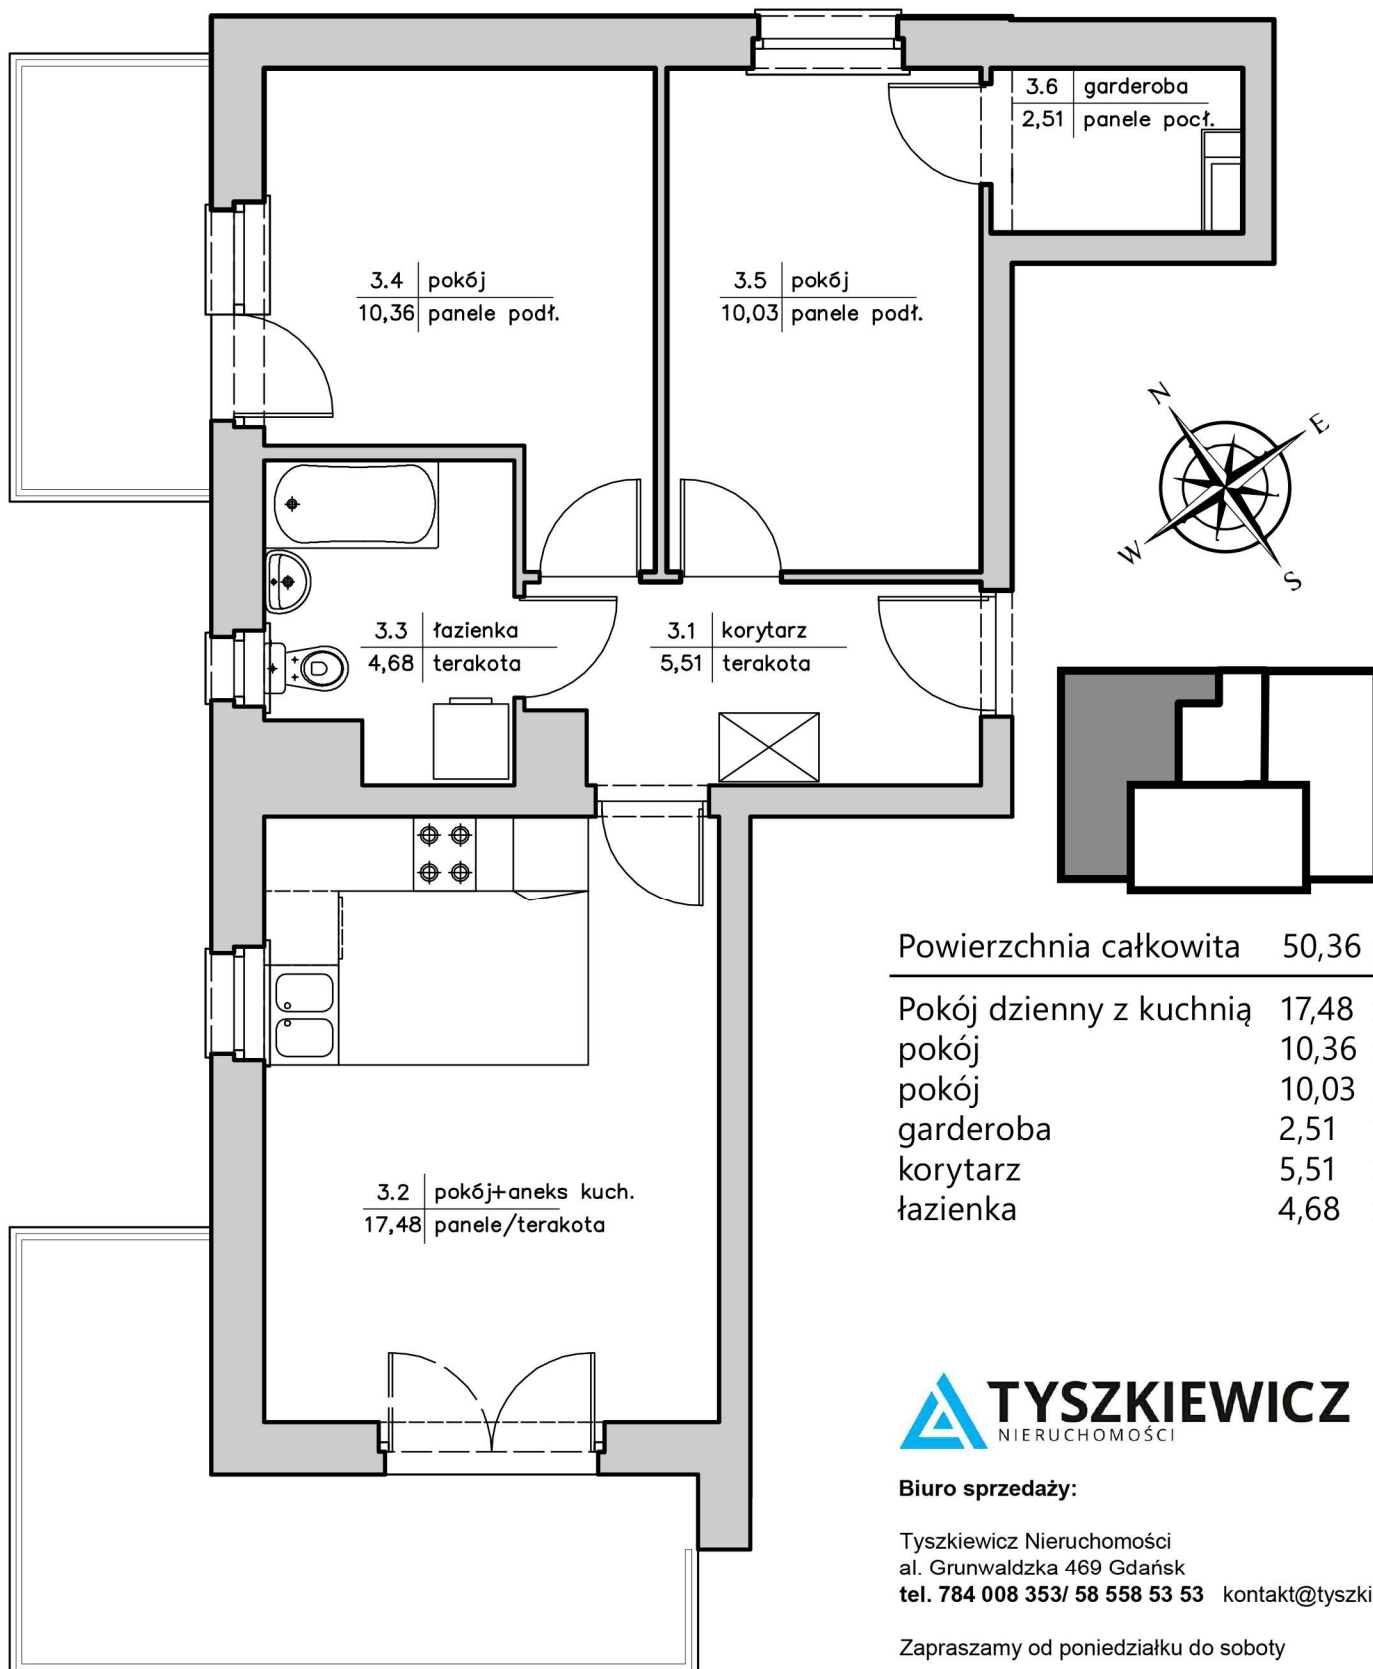 3.6 garderoba
2,51 panele pocł.
3.4 pokój
10,36 panele podł.
3.5 pokój
10,03 panele podł.
N
E
W
S
3.3 łazienka
4,68 terakota
3.1 korytarz
5,51 terakota
Powierzchnia całkowita 50,36
Pokój dzienny z kuchnią 17,48
pokój 10,36
pokój 10,03
garderoba 2,51
korytarz 5,51
łazienka 4,68
3.2 pokój+aneks kuch.
17,48 panele/terakota
TYSZKIEWICZ
NIERUCHOMOŚCI
Biuro sprzedaży:
Tyszkiewicz Nieruchomości
al. Grunwaldzka 469 Gdańsk
tel. 784 008 353/ 58 558 53 53 kontakt@tyszki
Zapraszamy od poniedziałku do soboty